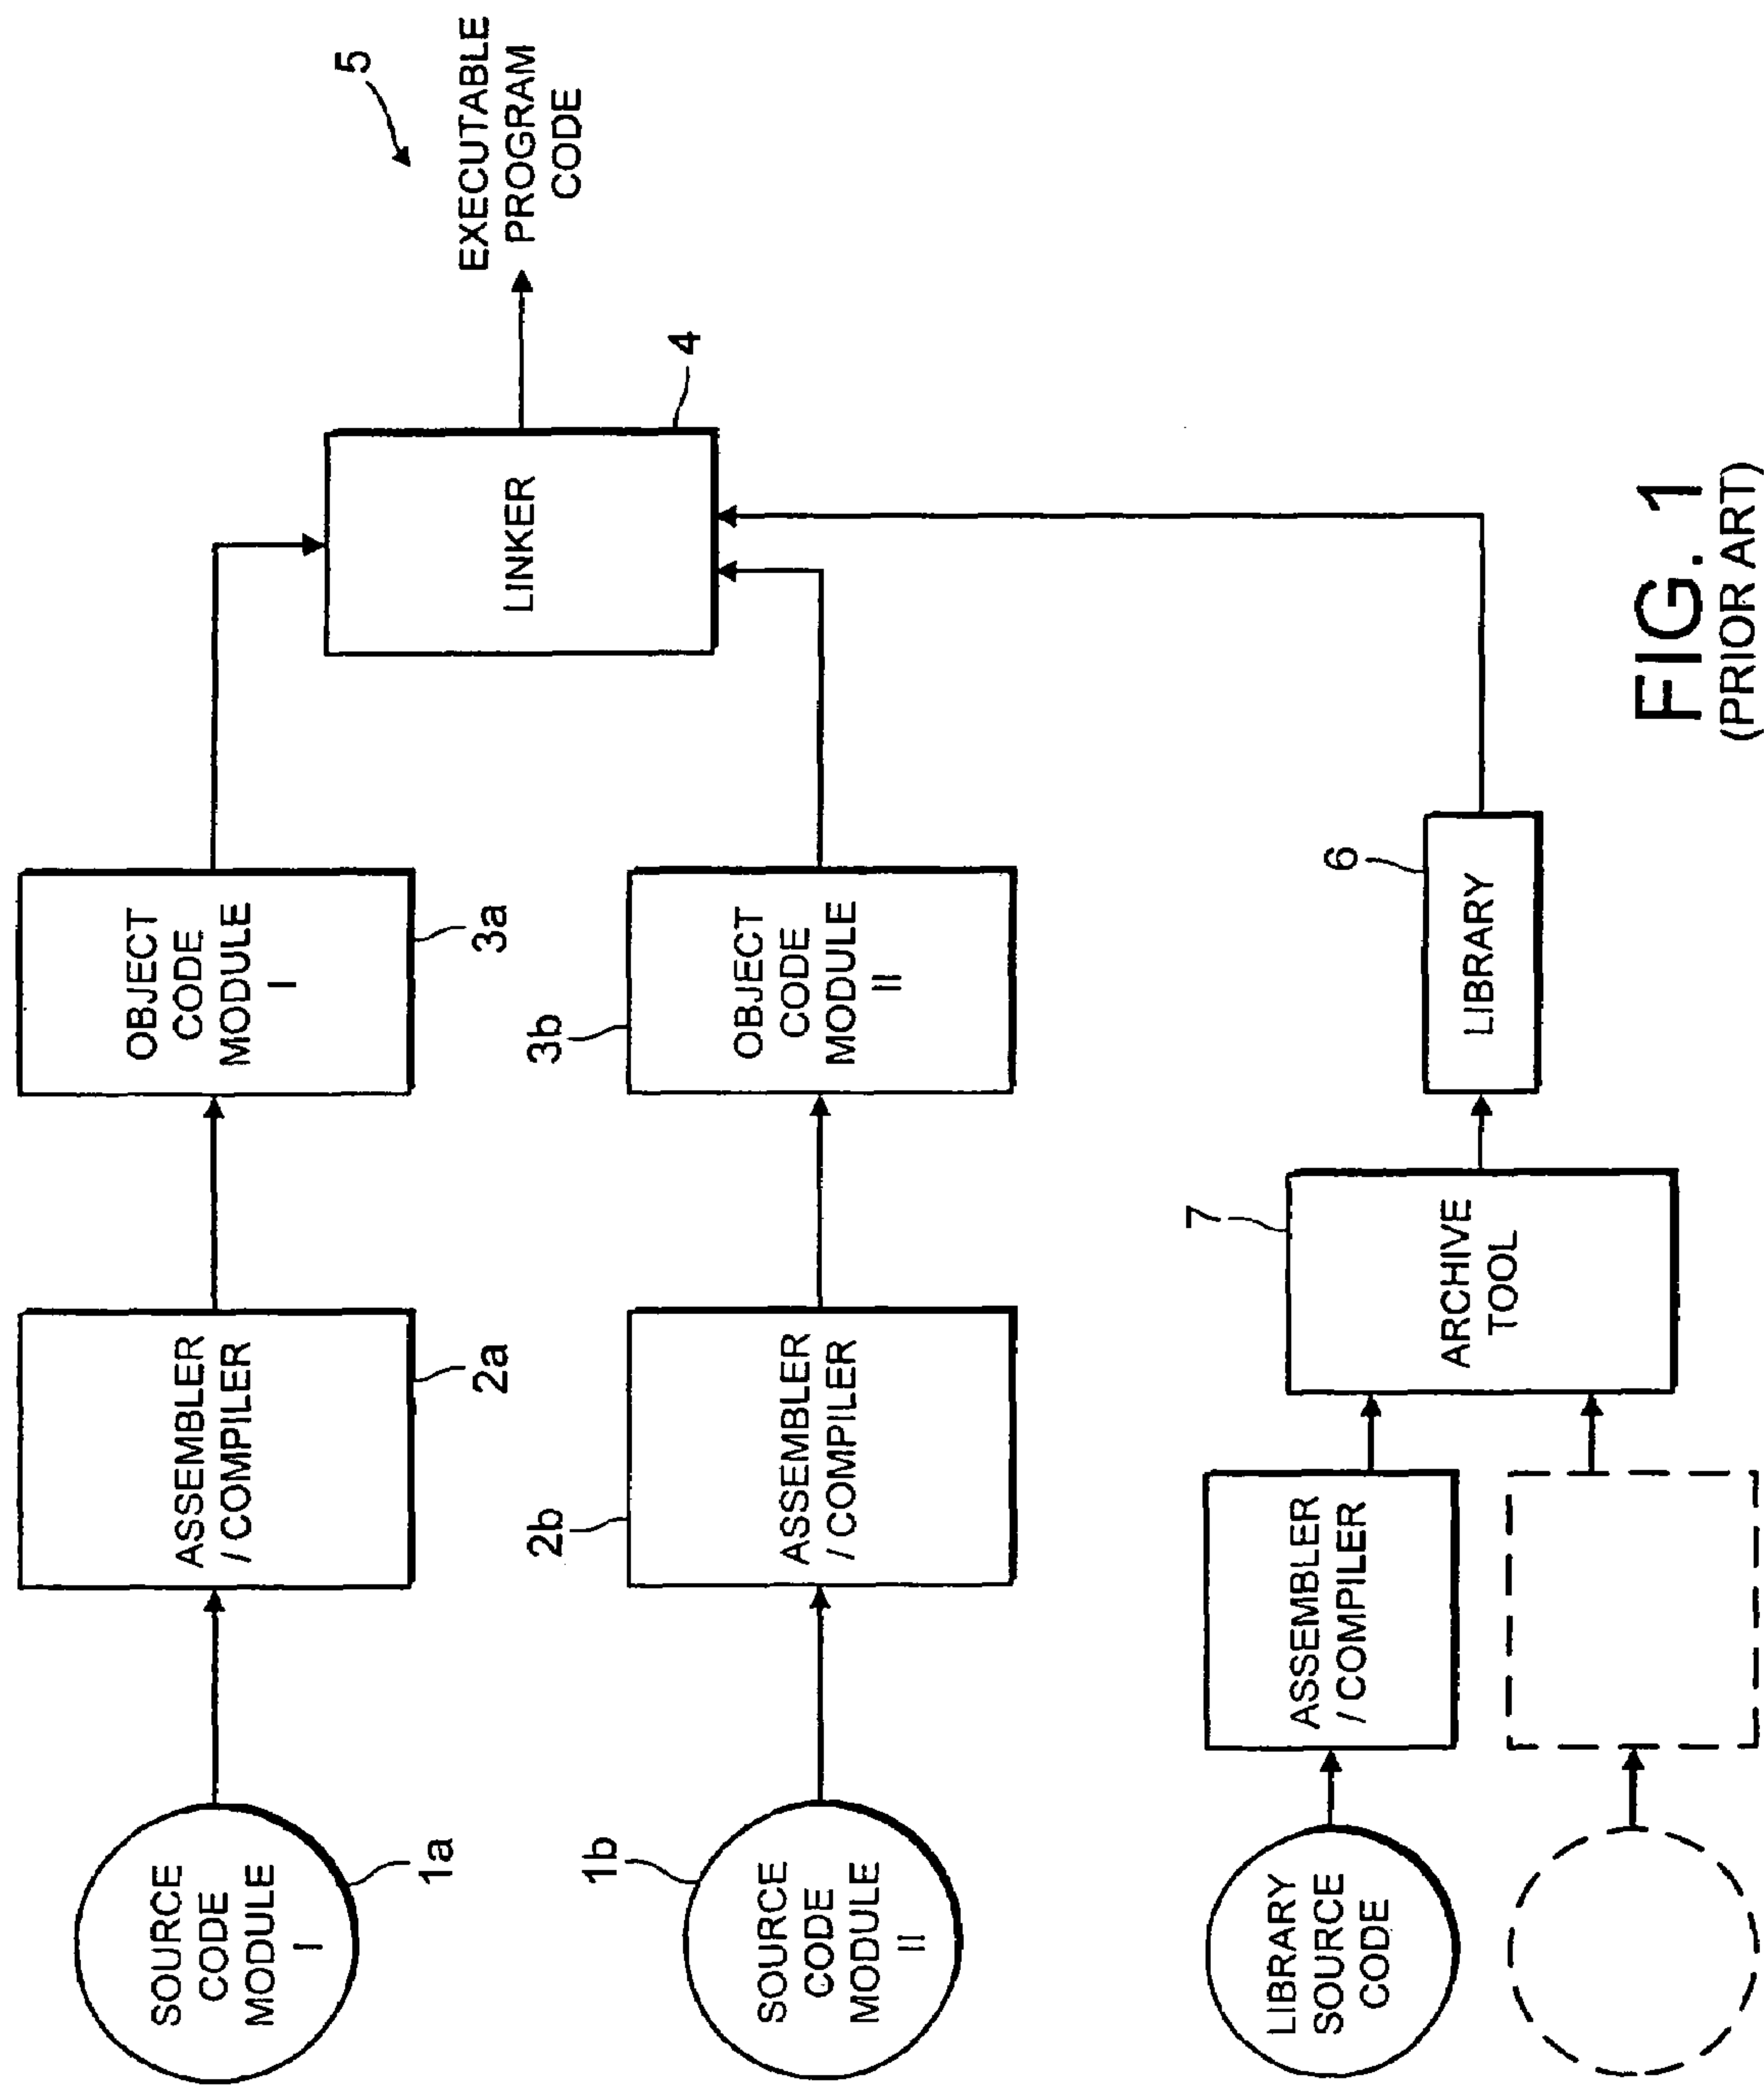 SOURCE
CODE
MODULE
I
1a
ASSEMBLER
/ COMPILER
2a
OBJECT
CODE
MODULE
I
3a
SOURCE
CODE
MODULE
II
1b
ASSEMBLER
/ COMPILER
2b
OBJECT
CODE
MODULE
II
3b
LINKER
4
EXECUTABLE
PROGRAM
CODE
5
LIBRARY
SOURCE
CODE
ASSEMBLER
/ COMPILER
ARCHIVE
TOOL
7
LIBRARY
6
FIG. 1
(PRIOR ART)